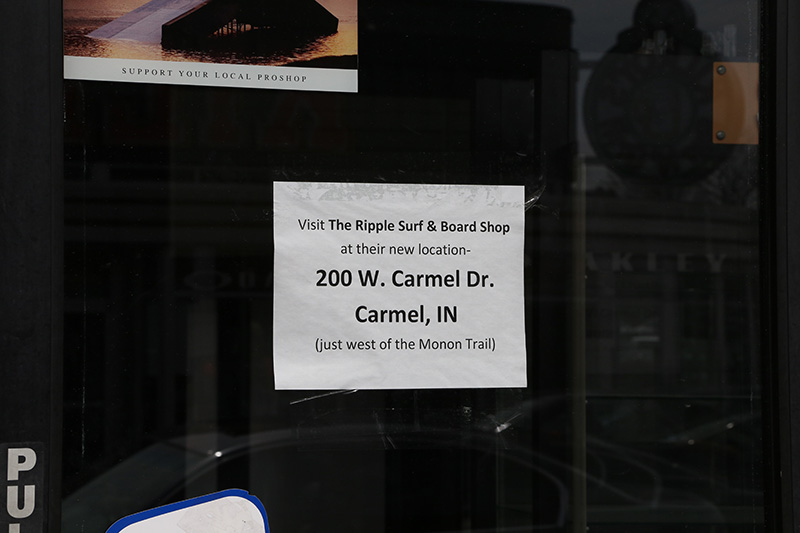 SUPPORT YOUR LOCAL PROSHOP
Visit The Ripple Surf & Board Shop
at their new location-
200 W. Carmel Dr.
Carmel, IN
(just west of the Monon Trail)